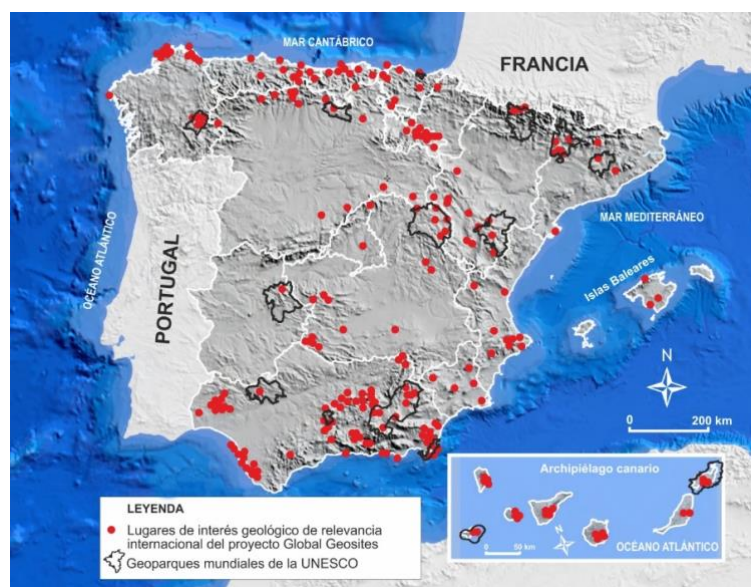 MAR CANTÁBRICO
FRANCIA
OCÉANO ATLÁNTICO
PORTUGAL
MAR MEDITERRÁNEO
Islas Baleares
N
0 200 km
LEYENDA
Lugares de interés geológico de relevancia
internacional del proyecto Global Geosites
Geoparques mundiales de la UNESCO
Archipiélago canario
N
0 50 km
OCÉANO ATLÁNTICO